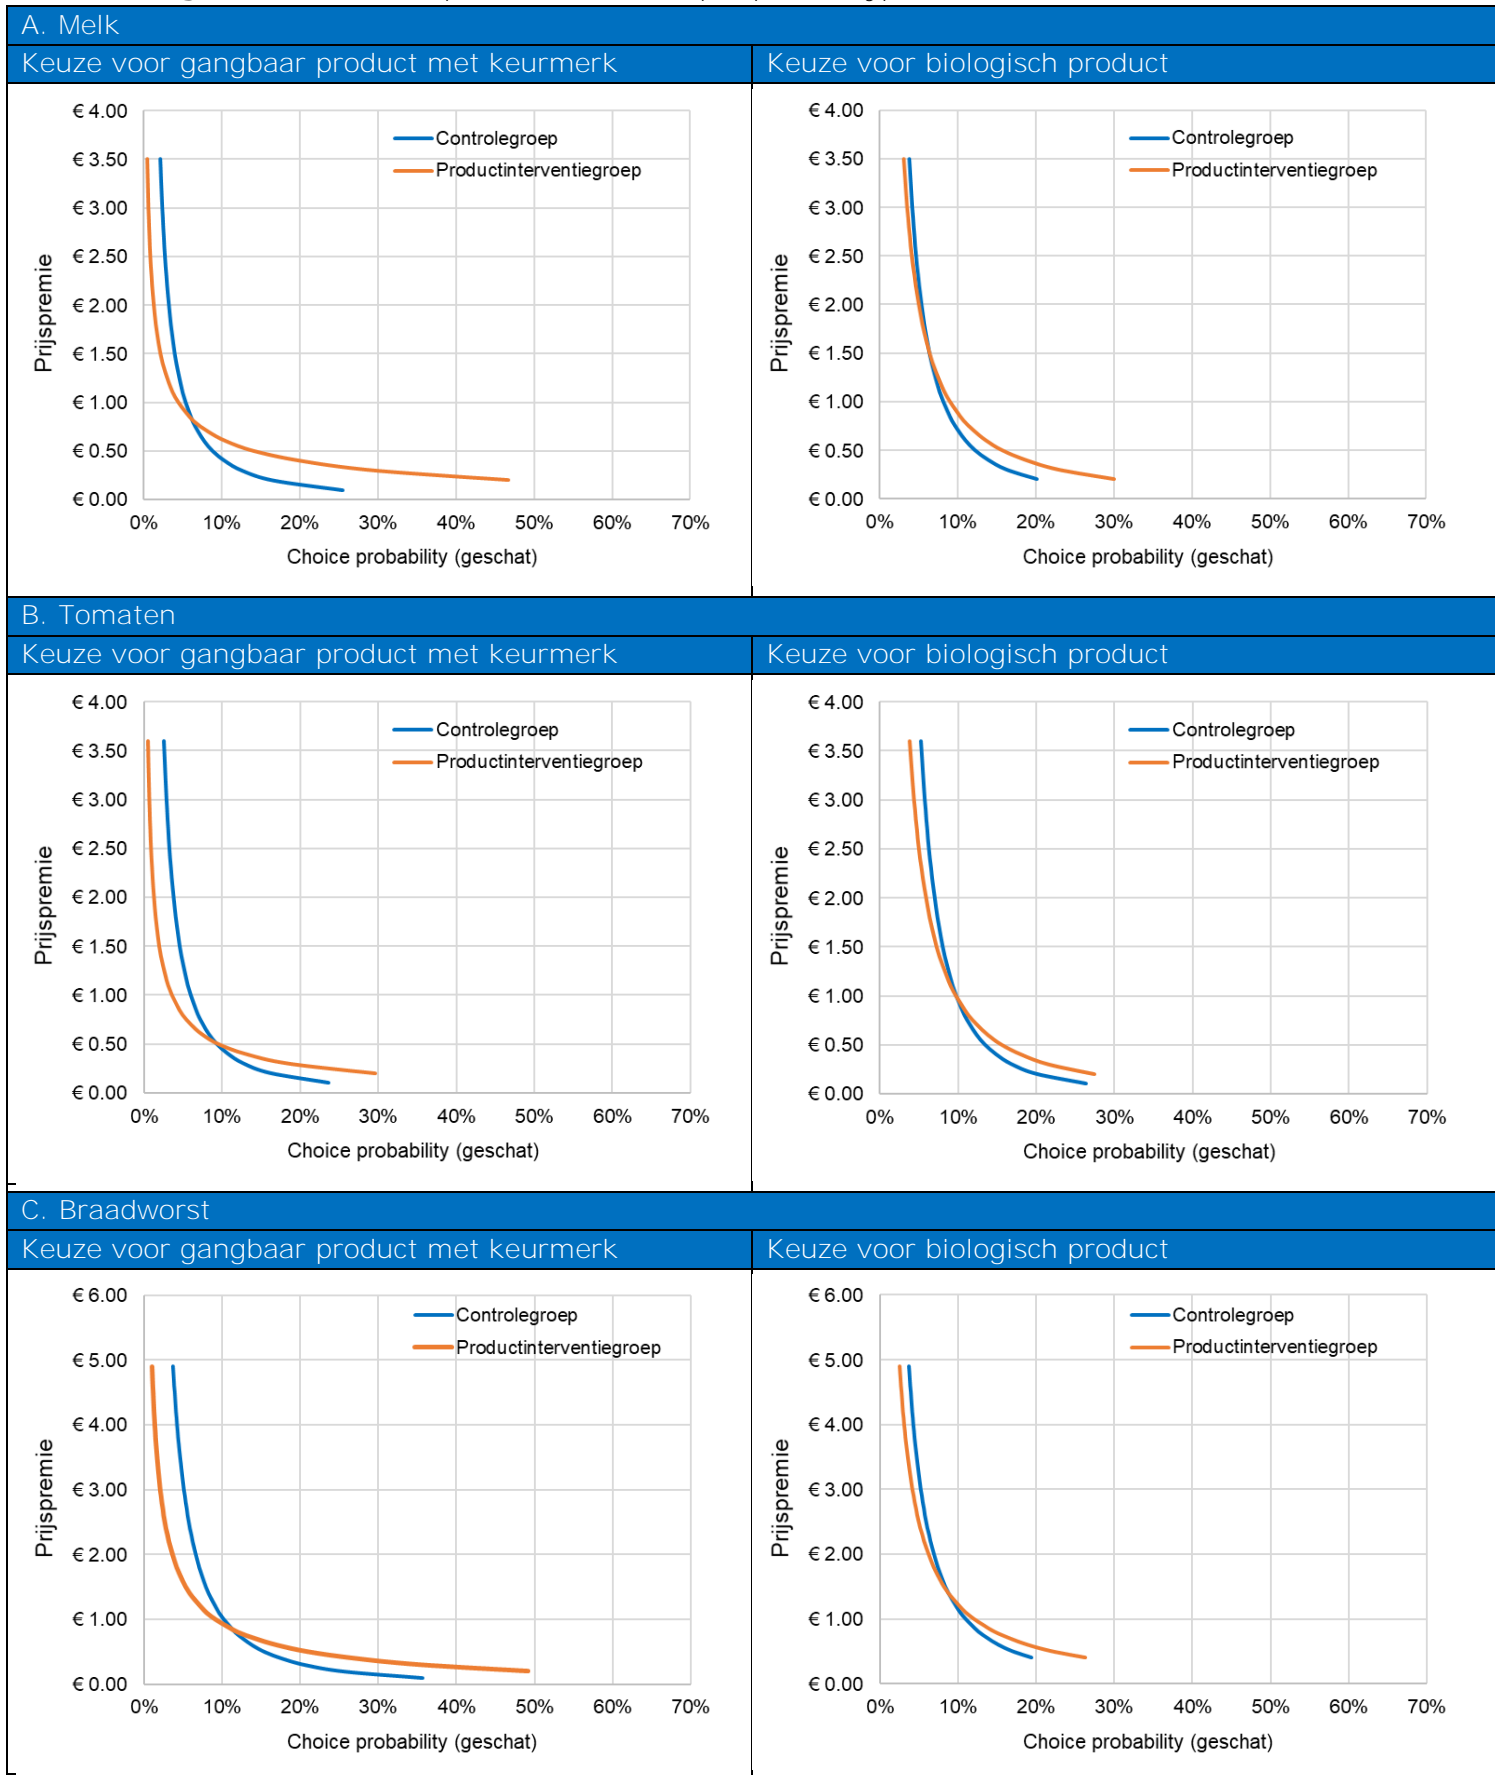 A. Melk
Keuze voor gangbaar product met keurmerk
Keuze voor biologisch product
€ 4.00
€ 3.50
€ 3.00
€ 2.50
€ 2.00
€ 1.50
€ 1.00
€ 0.50
€ 0.00
Prijspremie
Controlegroep
Productinterventiegroep
0% 10% 20% 30% 40% 50% 60% 70%
Choice probability (geschat)
€ 4.00
€ 3.50
€ 3.00
€ 2.50
€ 2.00
€ 1.50
€ 1.00
€ 0.50
€ 0.00
Prijspremie
Controlegroep
Productinterventiegroep
0% 10% 20% 30% 40% 50% 60% 70%
Choice probability (geschat)
B. Tomaten
Keuze voor gangbaar product met keurmerk
Keuze voor biologisch product
€ 4.00
€ 3.50
€ 3.00
€ 2.50
€ 2.00
€ 1.50
€ 1.00
€ 0.50
€ 0.00
Prijspremie
Controlegroep
Productinterventiegroep
0% 10% 20% 30% 40% 50% 60% 70%
Choice probability (geschat)
€ 4.00
€ 3.50
€ 3.00
€ 2.50
€ 2.00
€ 1.50
€ 1.00
€ 0.50
€ 0.00
Prijspremie
Controlegroep
Productinterventiegroep
0% 10% 20% 30% 40% 50% 60% 70%
Choice probability (geschat)
C. Braadworst
Keuze voor gangbaar product met keurmerk
Keuze voor biologisch product
€ 6.00
€ 5.00
€ 4.00
€ 3.00
€ 2.00
€ 1.00
€ 0.00
Prijspremie
Controlegroep
Productinterventiegroep
0% 10% 20% 30% 40% 50% 60% 70%
Choice probability (geschat)
€ 6.00
€ 5.00
€ 4.00
€ 3.00
€ 2.00
€ 1.00
€ 0.00
Prijspremie
Controlegroep
Productinterventiegroep
0% 10% 20% 30% 40% 50% 60% 70%
Choice probability (geschat)